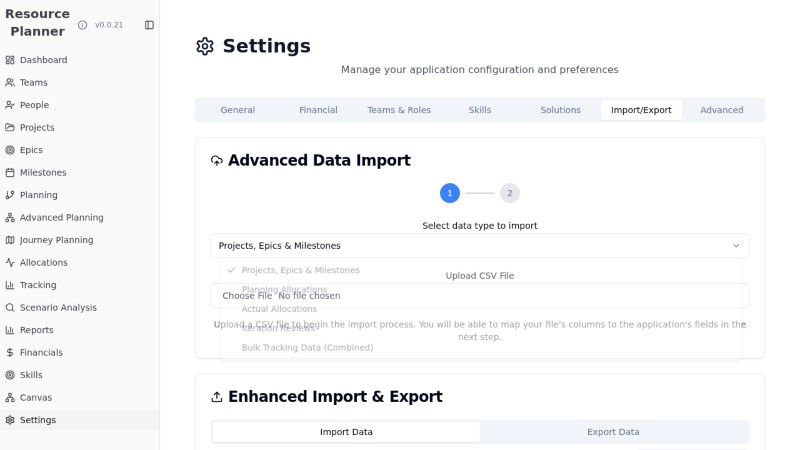 Resource
Planner
v0.0.21
Dashboard
Teams
People
Projects
Epics
Milestones
Planning
Advanced Planning
Journey Planning
Allocations
Tracking
Scenario Analysis
Reports
Financials
Skills
Canvas
Settings
Settings
Manage your application configuration and preferences
General Financial Teams & Roles Skills Solutions Import/Export Advanced
Advanced Data Import
1 2
Select data type to import
Projects, Epics & Milestones
Projects, Epics & Milestones
Upload CSV File
Planning Allocations
Choose File No file chosen
Actual Allocations
Upload a CSV file to begin the import process. You will be able to map your file's columns to the application's fields in the
next step.
Iteration Reviews
Bulk Tracking Data (Combined)
Enhanced Import & Export
Import Data Export Data